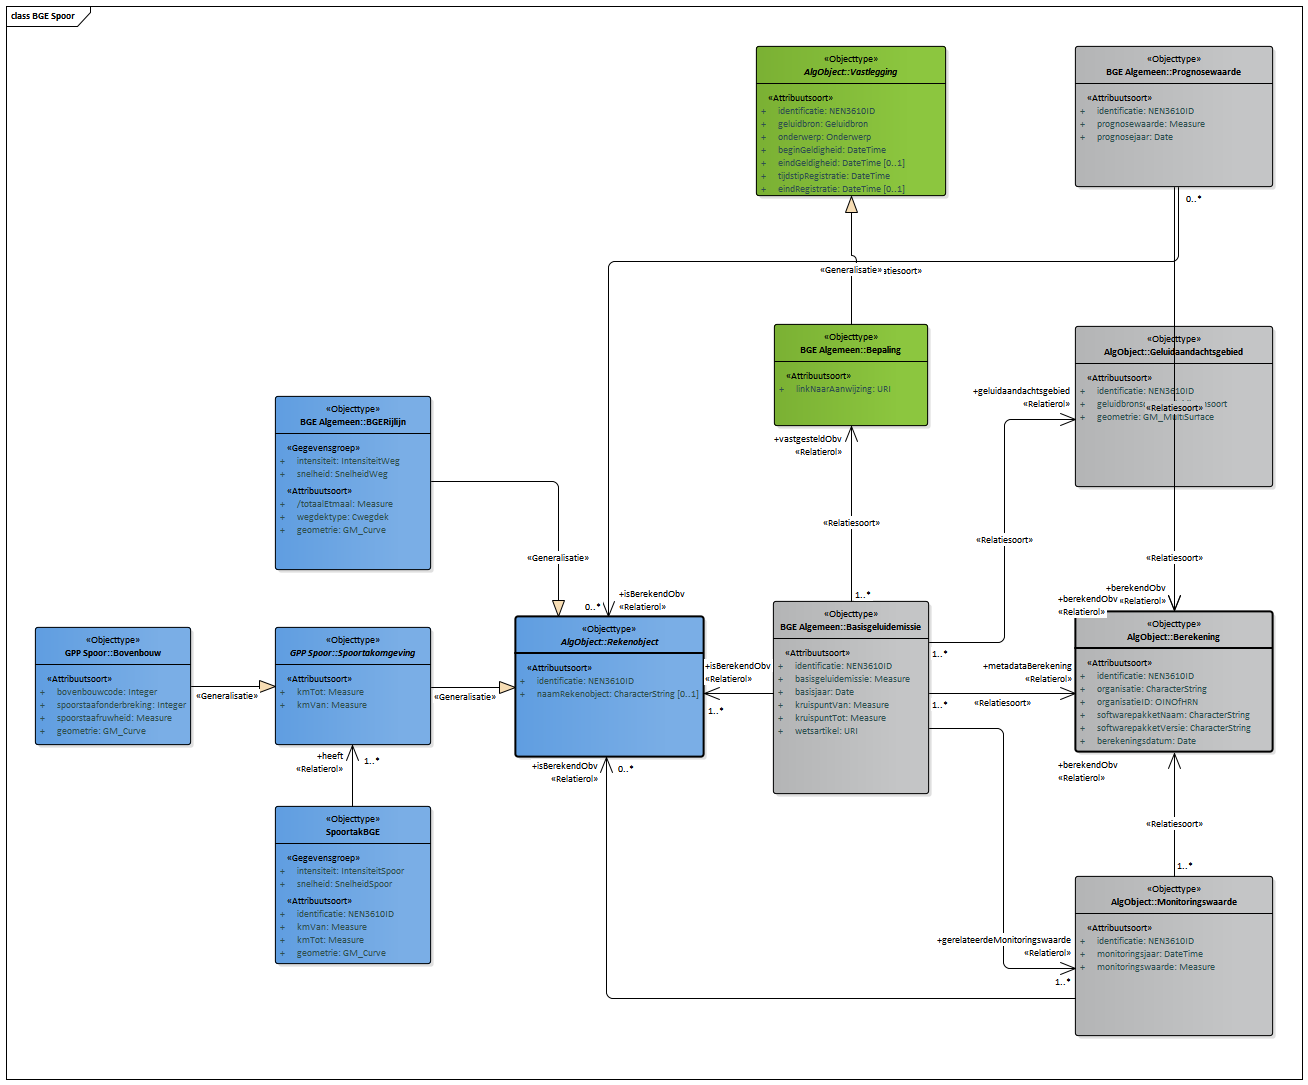 class BGE Spoor
«Objecttype»
AlgObject::Vastlegging
«Attribuutsoort»
+ identificatie: NEN3610ID
+ geluidbron: Geluidbron
+ onderwerp: Onderwerp
+ beginGeldigheid: DateTime
+ eindGeldigheid: DateTime [0..1]
+ tijdstipRegistratie: DateTime
+ eindRegistratie: DateTime [0..1]
«Objecttype»
BGE Algemeen::Prognosewaarde
«Attribuutsoort»
+ identificatie: NEN3610ID
+ prognosewaarde: Measure
+ prognosejaar: Date
0..*
«Generalisatie»
«Objecttype»
BGE Algemeen::Bepaling
«Attribuutsoort»
+ linkNaarAanwijzing: URI
«Objecttype»
AlgObject::Geluidaandachtsgebied
«Attribuutsoort»
+ identificatie: NEN3610ID
+
«Relatiesoort»
+ geometrie: GM_MultiSurface
+geluidaandachtsgebied
«Relatierol»
+vastgesteldObv
«Relatierol»
«Objecttype»
BGE Algemeen::BGERijlijn
«Gegevensgroep»
+ intensiteit: IntensiteitWeg
+ snelheid: SnelheidWeg
«Attribuutsoort»
+ /totaalEtmaal: Measure
+ wegdektype: Cwegdek
+ geometrie: GM_Curve
«Generalisatie»
«Relatiesoort»
«Relatiesoort»
«Relatiesoort»
+isBerekendObv
0..* «Relatierol»
1..*
+berekendObv
«Relatierol»
+berekendObv
«Relatierol»
«Objecttype»
GPP Spoor::Bovenbouw
«Attribuutsoort»
+ bovenbouwcode: Integer
+ spoorstaafonderbreking: Integer
+ spoorstaafruwheid: Measure
+ geometrie: GM_Curve
«Generalisatie»
«Objecttype»
GPP Spoor::Spoortakomgeving
«Attribuutsoort»
+ kmTot: Measure
+ kmVan: Measure
«Generalisatie»
«Objecttype»
AlgObject::Rekenobject
«Attribuutsoort»
+ identificatie: NEN3610ID
+ naamRekenobject: CharacterString [0..1]
+isBerekendObv
«Relatierol»
1..*
«Objecttype»
BGE Algemeen::Basisgeluidemissie
«Attribuutsoort»
+ identificatie: NEN3610ID
+ basisgeluidemissie: Measure
+ basisjaar: Date
+ kruispuntVan: Measure
+ kruispuntTot: Measure
+ wetsartikel: URI
1..*
+metadataBerekening
«Relatierol»
1..*
«Relatiesoort»
«Objecttype»
AlgObject::Berekening
«Attribuutsoort»
+ identificatie: NEN3610ID
+ organisatie: CharacterString
+ organisatieID: OINOfHRN
+ softwarepakketNaam: CharacterString
+ softwarepakketVersie: CharacterString
+ berekeningsdatum: Date
+heeft
«Relatierol»
1..*
+isBerekendObv
«Relatierol»
0..*
+berekendObv
«Relatierol»
«Objecttype»
SpoortakBGE
«Gegevensgroep»
+ intensiteit: IntensiteitSpoor
+ snelheid: SnelheidSpoor
«Attribuutsoort»
+ identificatie: NEN3610ID
+ kmVan: Measure
+ kmTot: Measure
+ geometrie: GM_Curve
«Relatiesoort»
1..*
«Objecttype»
AlgObject::Monitoringswaarde
«Attribuutsoort»
+ identificatie: NEN3610ID
+ monitoringsjaar: DateTime
+ monitoringswaarde: Measure
+gerelateerdeMonitoringswaarde
«Relatierol»
1..*